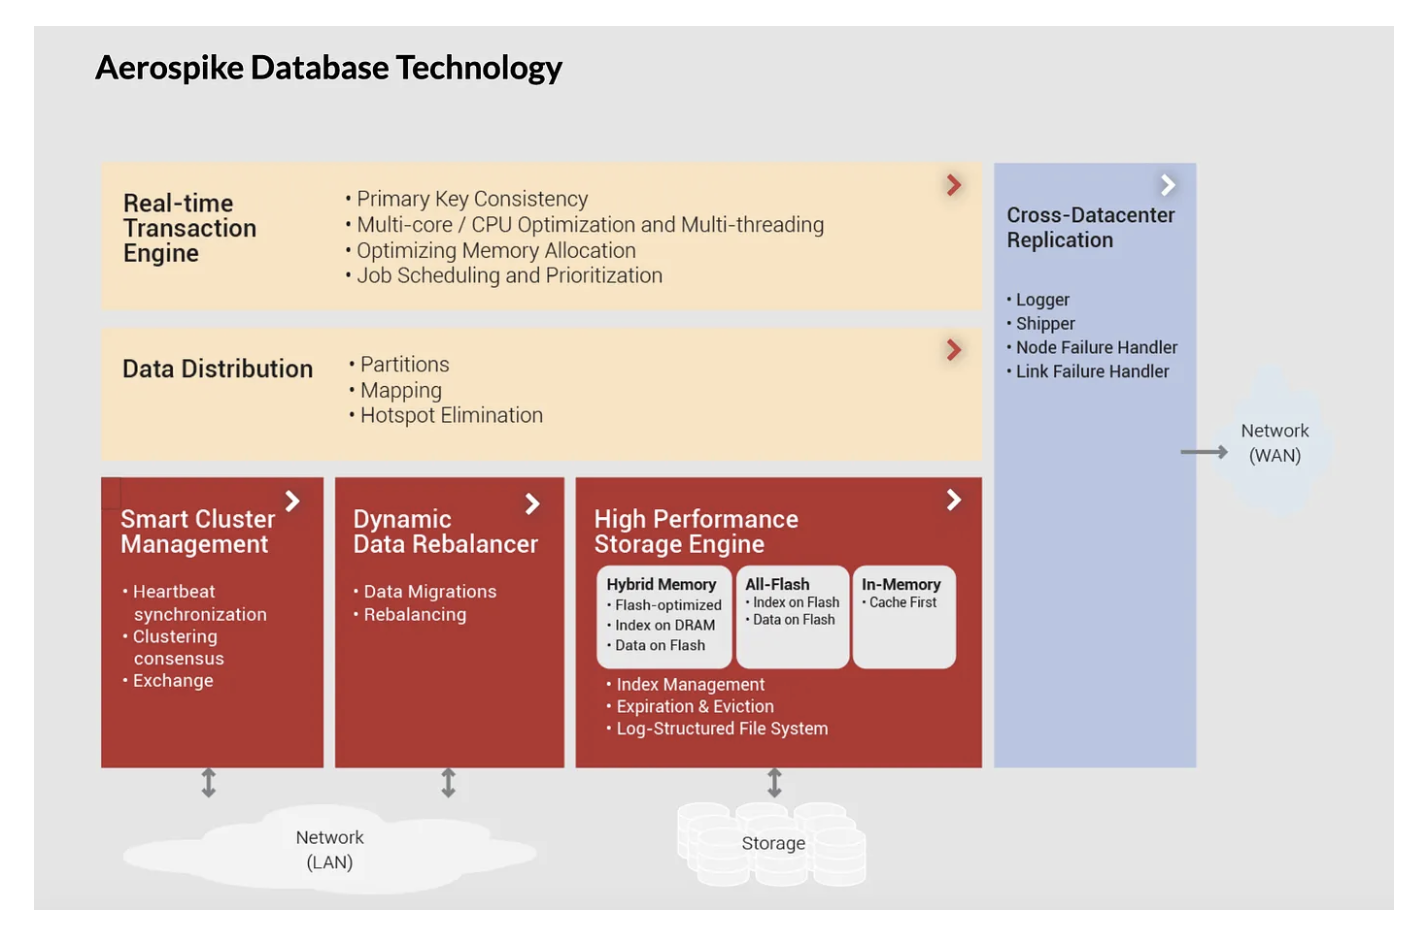 Aerospike Database Technology
Real-time
Transaction
Engine
• Primary Key Consistency
• Multi-core / CPU Optimization and Multi-threading
• Optimizing Memory Allocation
• Job Scheduling and Prioritization
Data Distribution
• Partitions
• Mapping
• Hotspot Elimination
Smart Cluster
Management
• Heartbeat
synchronization
• Clustering
consensus
• Exchange
Dynamic
Data Rebalancer
• Data Migrations
• Rebalancing
High Performance
Storage Engine
Hybrid Memory
• Flash-optimized
• Index on DRAM
• Data on Flash
All-Flash
• Index on Flash
• Data on Flash
In-Memory
• Cache First
• Index Management
• Expiration & Eviction
• Log-Structured File System
Cross-Datacenter
Replication
• Logger
• Shipper
• Node Failure Handler
• Link Failure Handler
Network
(WAN)
Network
(LAN)
Storage